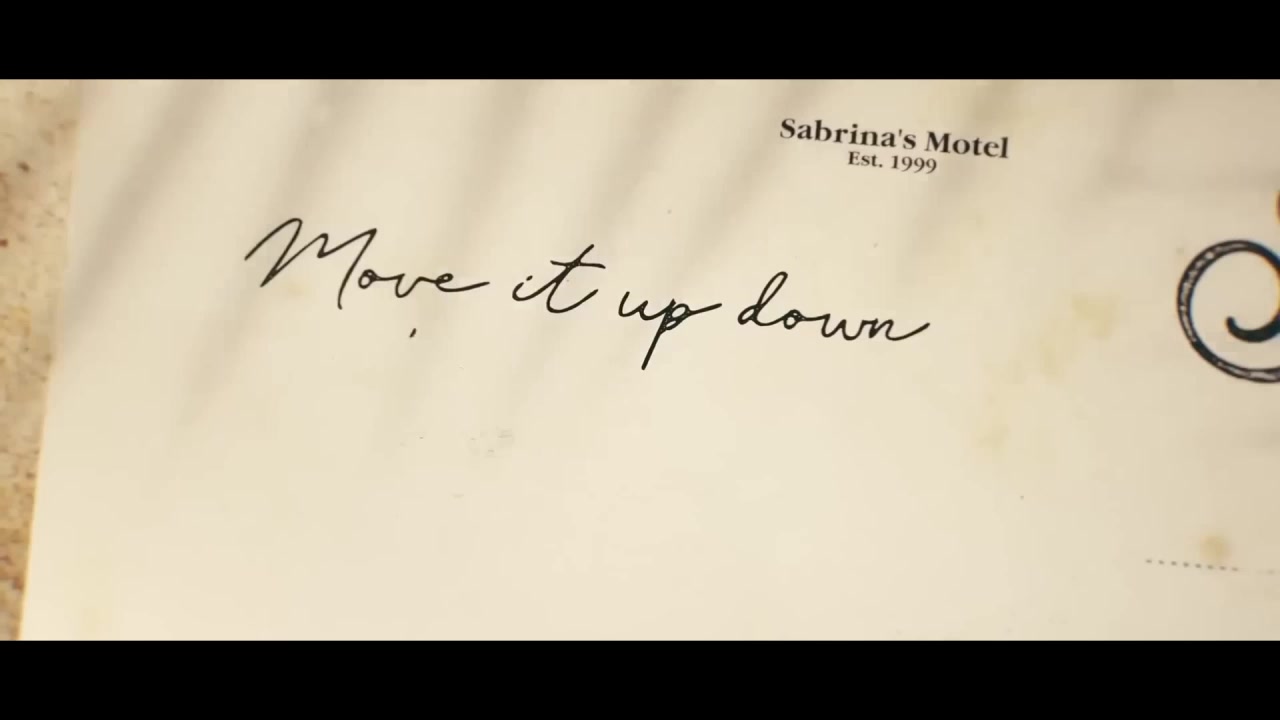 Sabrina's Motel
Est. 1999
Move it up down